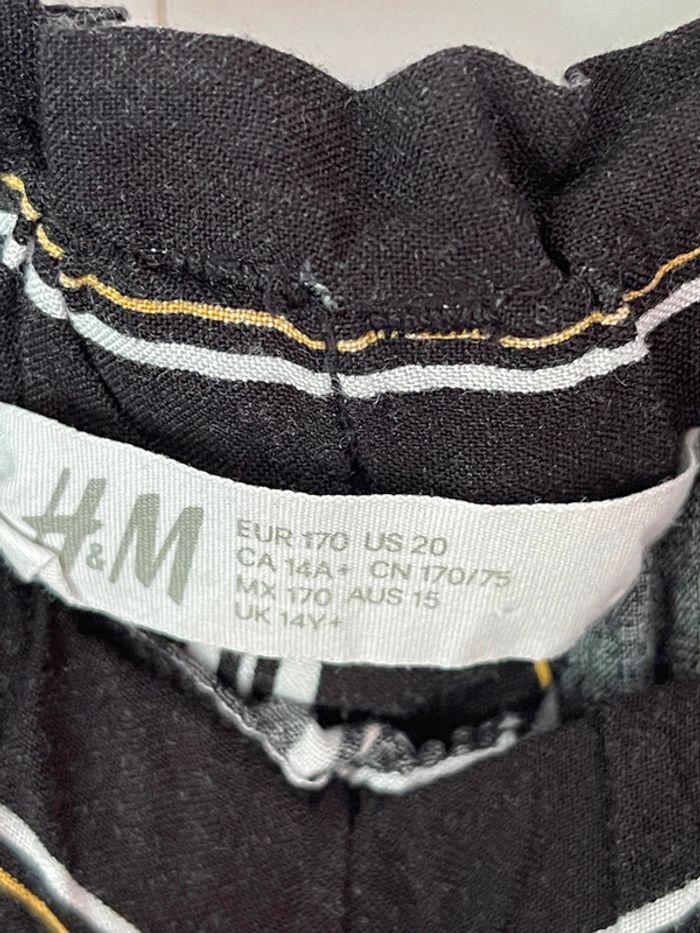 H&M
EUR 170 US 20
CA 14A+ CN 170/75
MX 170 AUS 15
UK 14Y+